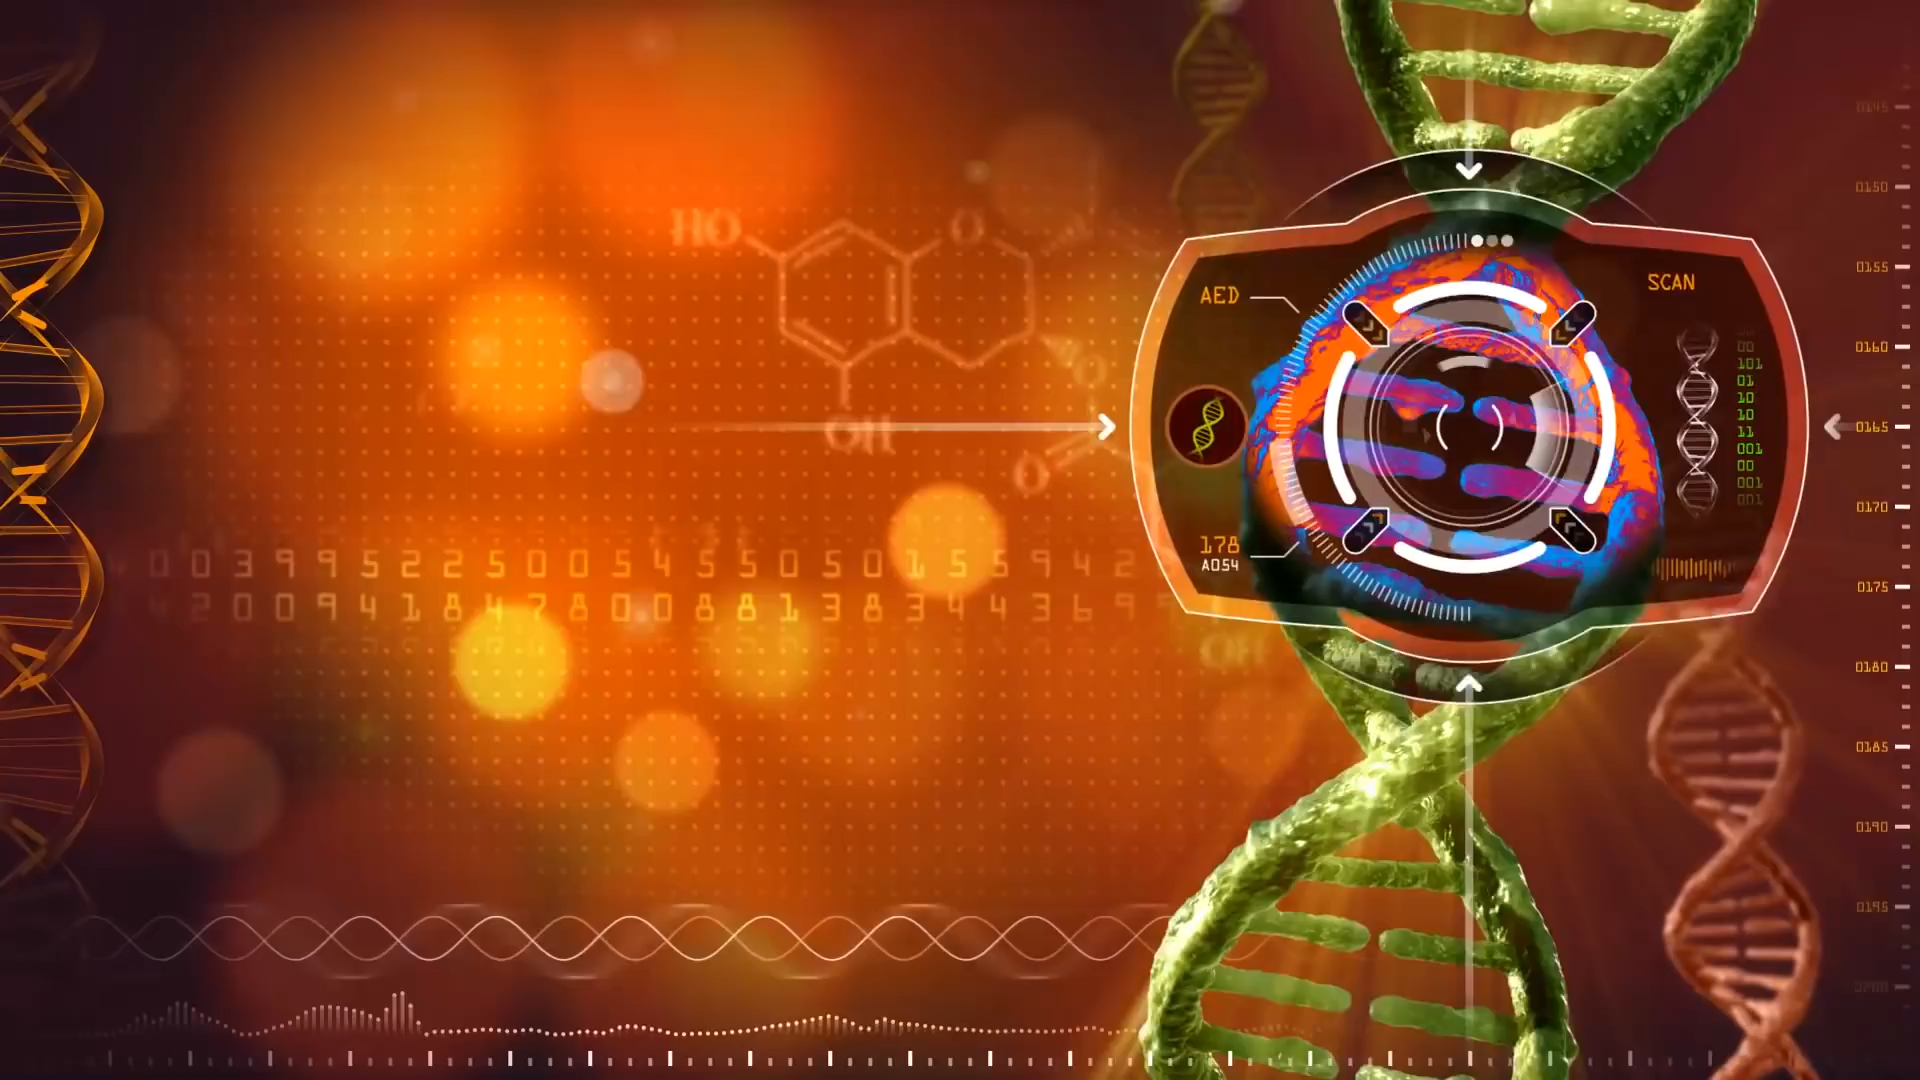 HO
O
O
OH
O
0 0 3 9 9 5 2 2 5 0 0 5 4 5 5 0 5 0 1 5 5 9 4 2
2 0 0 9 4 1 8 4 7 8 0 0 8 8 1 3 8 3 4 4 3 6 9
OH
AED
178
A054
SCAN
00
101
01
10
10
11
001
00
001
001
0145
0150
0155
0160
0165
0170
0175
0180
0185
0190
0195
0200